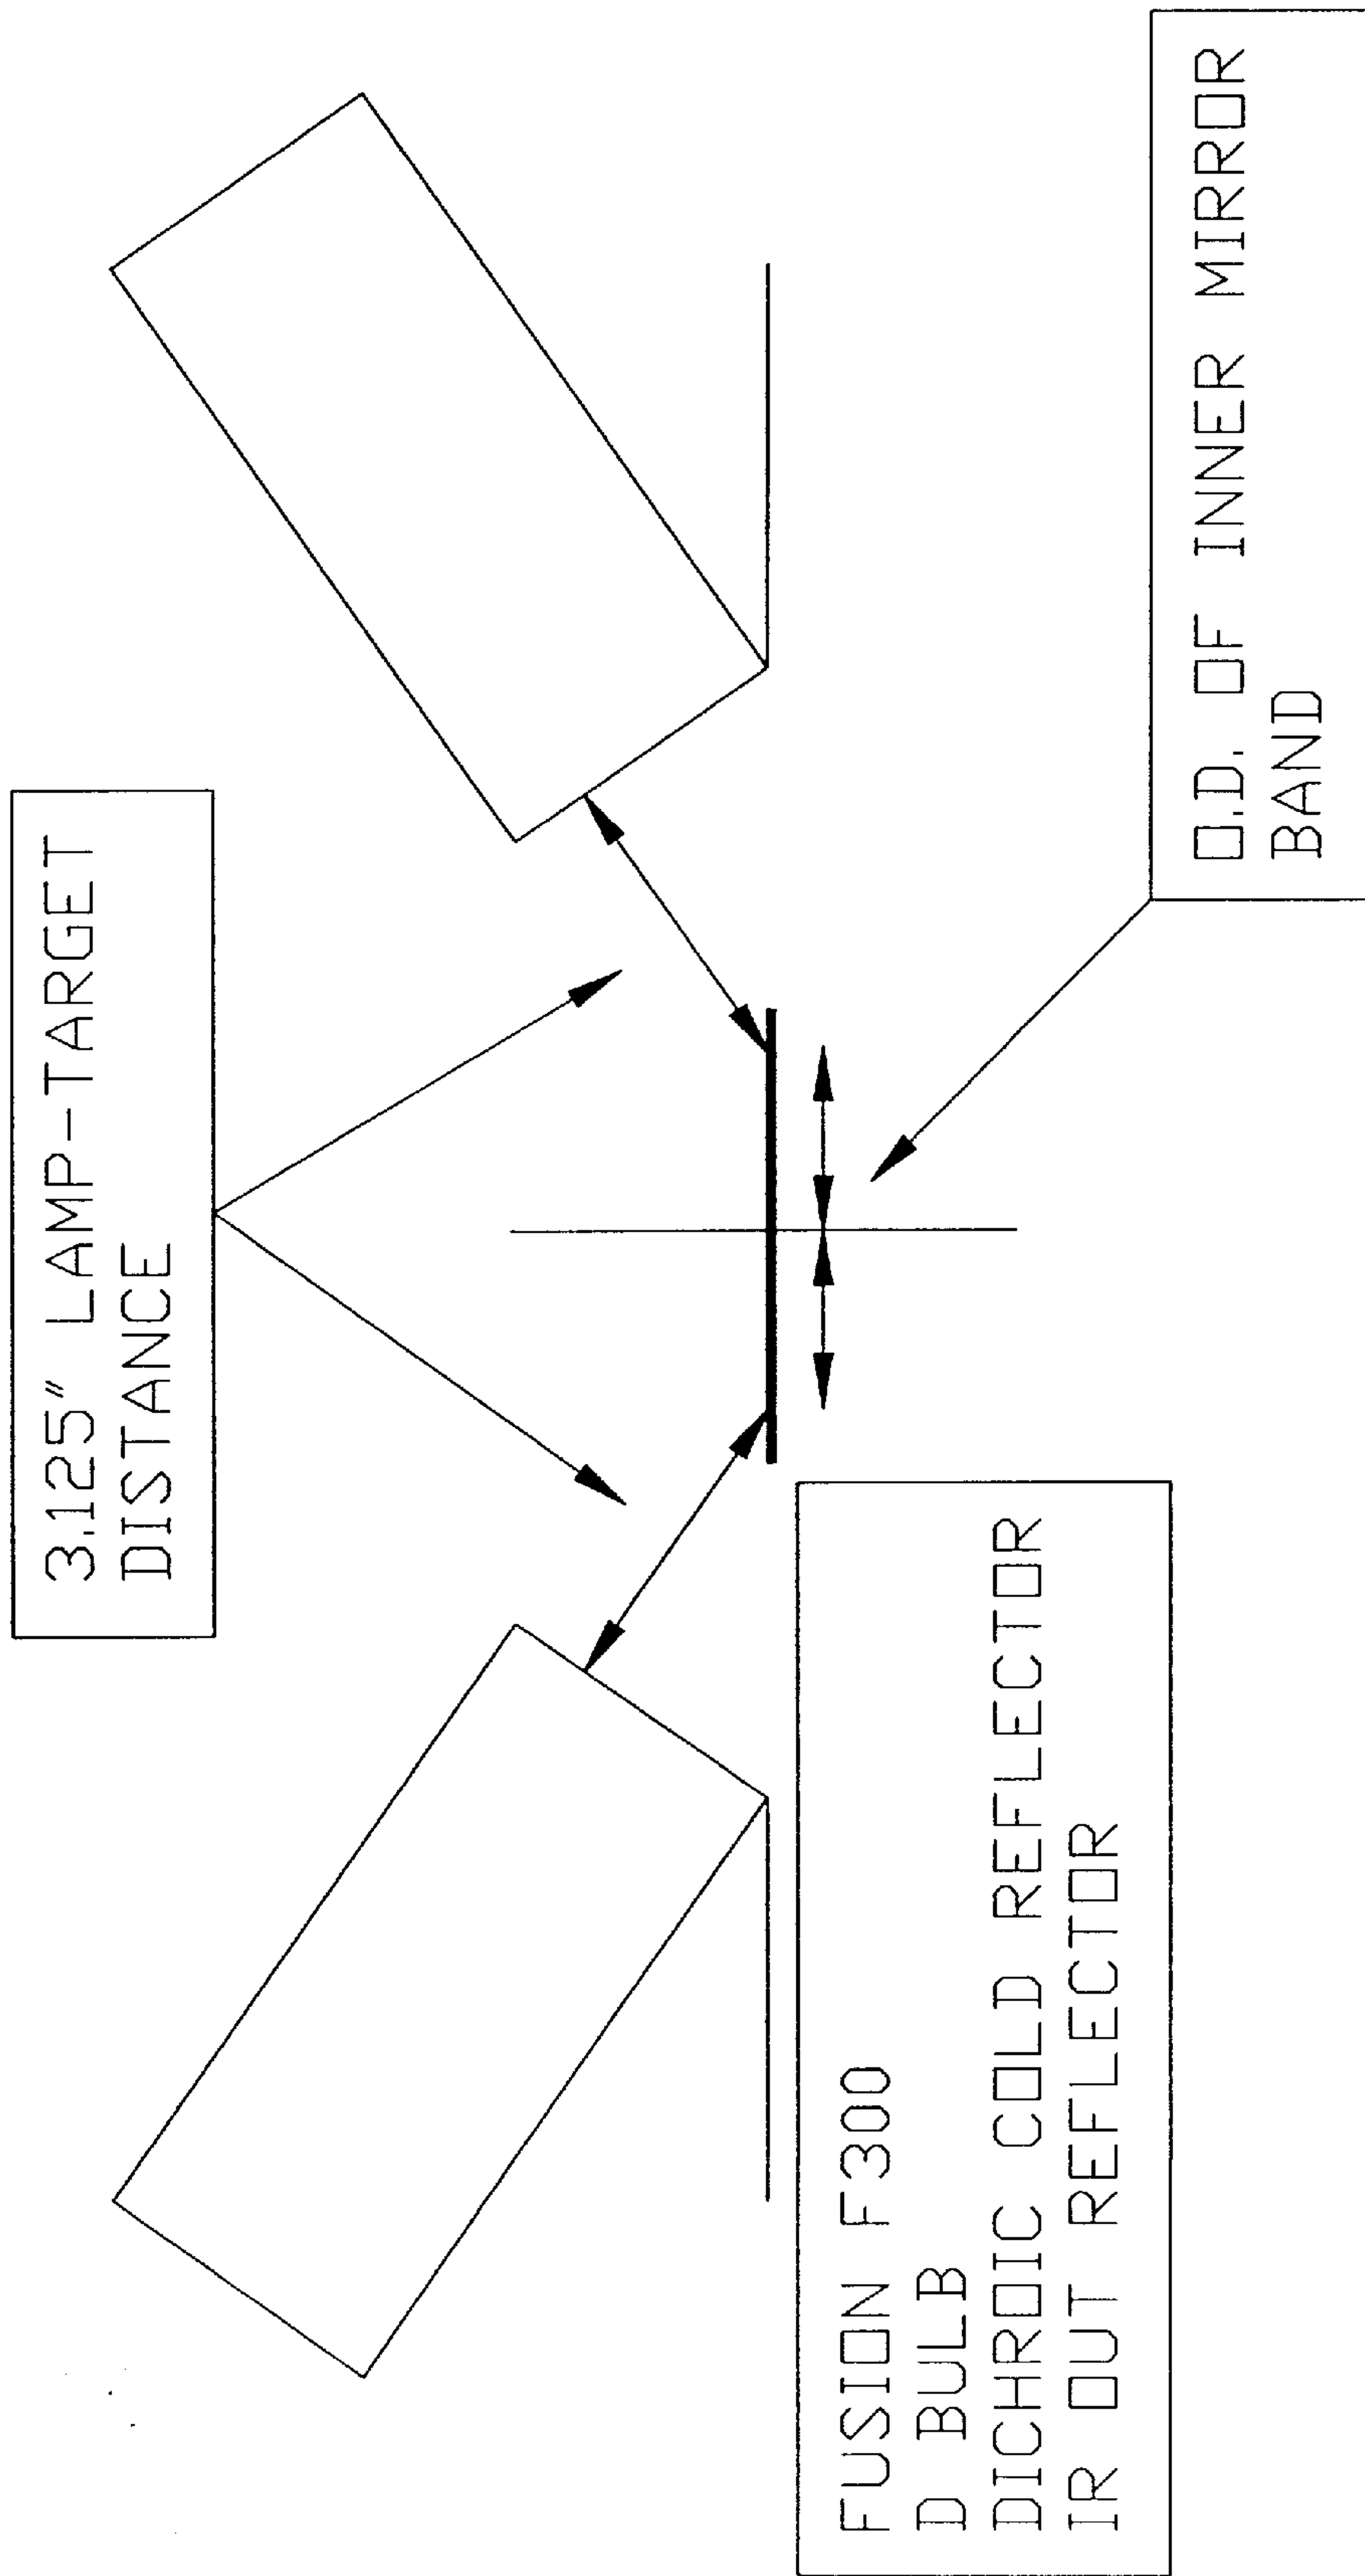 3.125" LAMP-TARGET
DISTANCE
FUSION F300
D BULB
DICHROIC COLD REFLECTOR
IR OUT REFLECTOR
O.D. OF INNER MIRROR
BAND